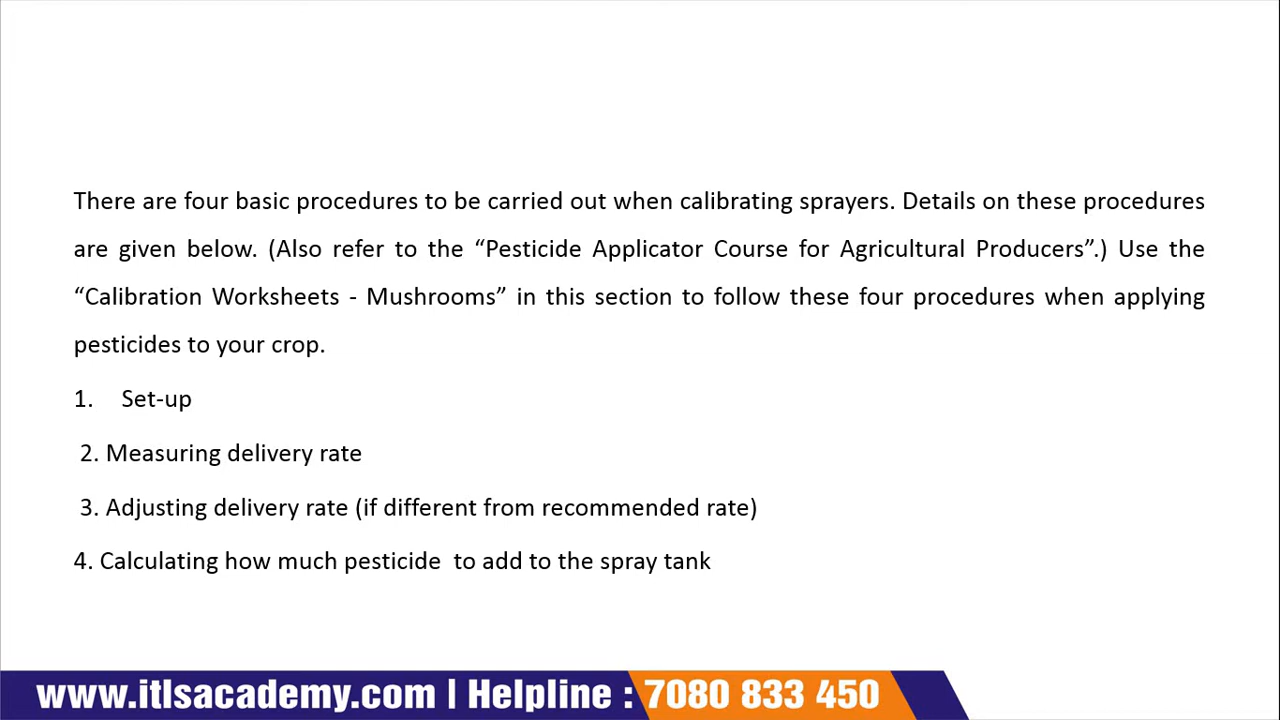 There are four basic procedures to be carried out when calibrating sprayers. Details on these procedures
are given below. (Also refer to the “Pesticide Applicator Course for Agricultural Producers”.) Use the
“Calibration Worksheets - Mushrooms” in this section to follow these four procedures when applying
pesticides to your crop.
1. Set-up
2. Measuring delivery rate
3. Adjusting delivery rate (if different from recommended rate)
4. Calculating how much pesticide to add to the spray tank
www.itlsacademy.com | Helpline : 7080 833 450